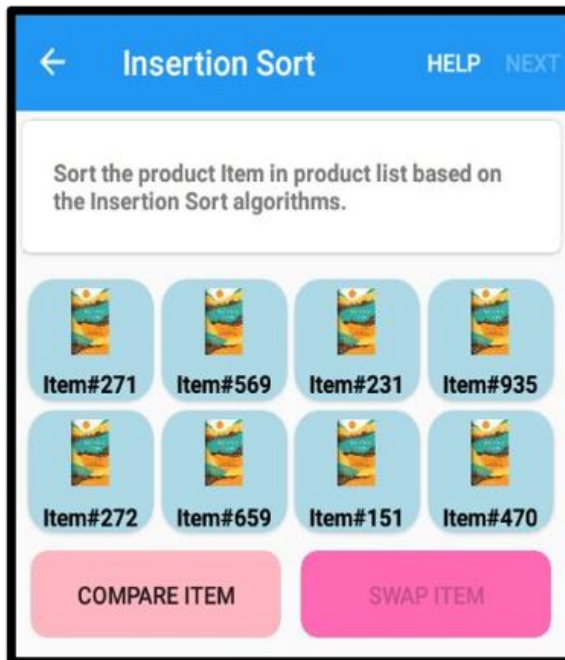 Insertion Sort HELP NEXT
Sort the product Item in product list based on
the Insertion Sort algorithms.
Item#271 Item#569 Item#231 Item#935
Item#272 Item#659 Item#151 Item#470
COMPARE ITEM SWAP ITEM